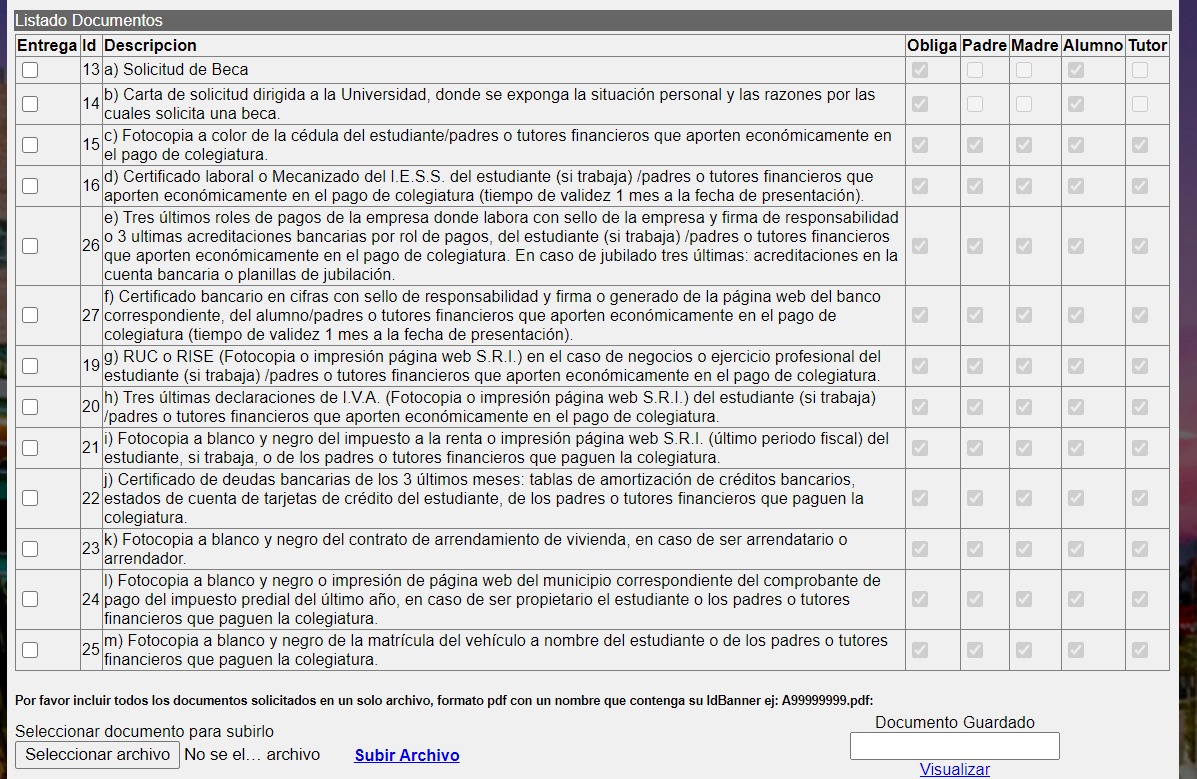 Listado Documentos
Entrega Id Descripcion Obliga Padre Madre Alumno Tutor
13 a) Solicitud de Beca
14 b) Carta de solicitud dirigida a la Universidad, donde se exponga la situación personal y las razones por las
cuales solicita una beca.
15 c) Fotocopia a color de la cédula del estudiante/padres o tutores financieros que aporten económicamente en
el pago de colegiatura.
16 d) Certificado laboral o Mecanizado del I.E.S.S. del estudiante (si trabaja) /padres o tutores financieros que
aporten económicamente en el pago de colegiatura (tiempo de validez 1 mes a la fecha de presentación).
26 e) Tres últimos roles de pagos de la empresa donde labora con sello de la empresa y firma de responsabilidad
o 3 ultimas acreditaciones bancarias por rol de pagos, del estudiante (si trabaja) /padres o tutores financieros
que aporten económicamente en el pago de colegiatura. En caso de jubilado tres últimas: acreditaciones en la
cuenta bancaria o planillas de jubilación.
27 f) Certificado bancario en cifras con sello de responsabilidad y firma o generado de la página web del banco
correspondiente, del alumno/padres o tutores financieros que aporten económicamente en el pago de
colegiatura (tiempo de validez 1 mes a la fecha de presentación).
19 g) RUC o RISE (Fotocopia o impresión página web S.R.I.) en el caso de negocios o ejercicio profesional del
estudiante (si trabaja) /padres o tutores financieros que aporten económicamente en el pago de colegiatura.
20 h) Tres últimas declaraciones de I.V.A. (Fotocopia o impresión página web S.R.I.) del estudiante (si trabaja)
/padres o tutores financieros que aporten económicamente en el pago de colegiatura.
21 i) Fotocopia a blanco y negro del impuesto a la renta o impresión página web S.R.I. (último periodo fiscal) del
estudiante, si trabaja, o de los padres o tutores financieros que paguen la colegiatura.
22 j) Certificado de deudas bancarias de los 3 últimos meses: tablas de amortización de créditos bancarios,
estados de cuenta de tarjetas de crédito del estudiante, de los padres o tutores financieros que paguen la
colegiatura.
23 k) Fotocopia a blanco y negro del contrato de arrendamiento de vivienda, en caso de ser arrendatario o
arrendador.
24 l) Fotocopia a blanco y negro o impresión de página web del municipio correspondiente del comprobante de
pago del impuesto predial del último año, en caso de ser propietario el estudiante o los padres o tutores
financieros que paguen la colegiatura.
25 m) Fotocopia a blanco y negro de la matrícula del vehículo a nombre del estudiante o de los padres o tutores
financieros que paguen la colegiatura.
Por favor incluir todos los documentos solicitados en un solo archivo, formato pdf con un nombre que contenga su IdBanner ej: A99999999.pdf:
Seleccionar documento para subirlo
Seleccionar archivo No se el... archivo Subir Archivo
Documento Guardado
Visualizar